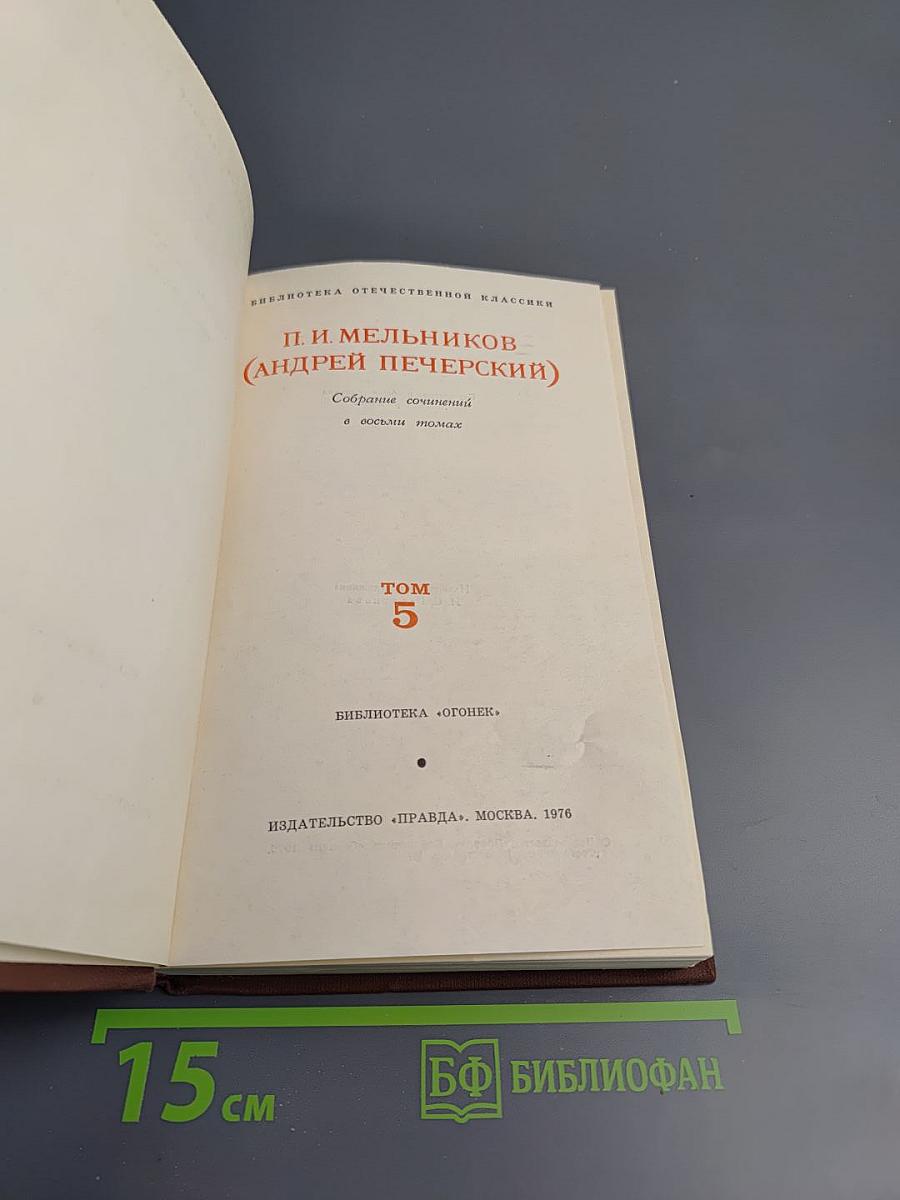 БИБЛИОТЕКА ОТЕЧЕСТВЕННОЙ КЛАССИКИ
П. И. МЕЛЬНИКОВ
(АНДРЕЙ ПЕЧЕРСКИЙ)
Собрание сочинений
в восьми томах
ТОМ
5
БИБЛИОТЕКА «ОГОНЕК»
ИЗДАТЕЛЬСТВО «ПРАВДА». МОСКВА. 1976
15 см
БФ БИБЛИОФАН